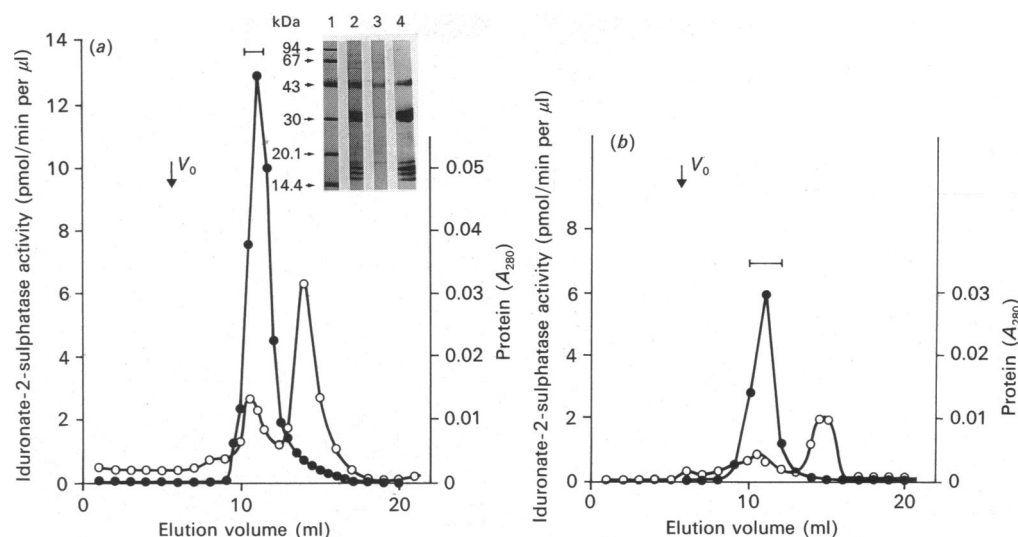 (a)
kDa 1 2 3 4
94
67
43
30
20.1
14.4
V0
14
12
10
8
6
4
2
0
Iduronate-2-sulphatase activity (pmol/min per µl)
0.05
0.04
0.03
0.02
0.01
0
Protein (A280)
0 10 20
Elution volume (ml)
(b)
V0
8
6
4
2
0
Iduronate-2-sulphatase activity (pmol/min per µl)
0.03
0.02
0.01
0
Protein (A280)
0 10 20
Elution volume (ml)